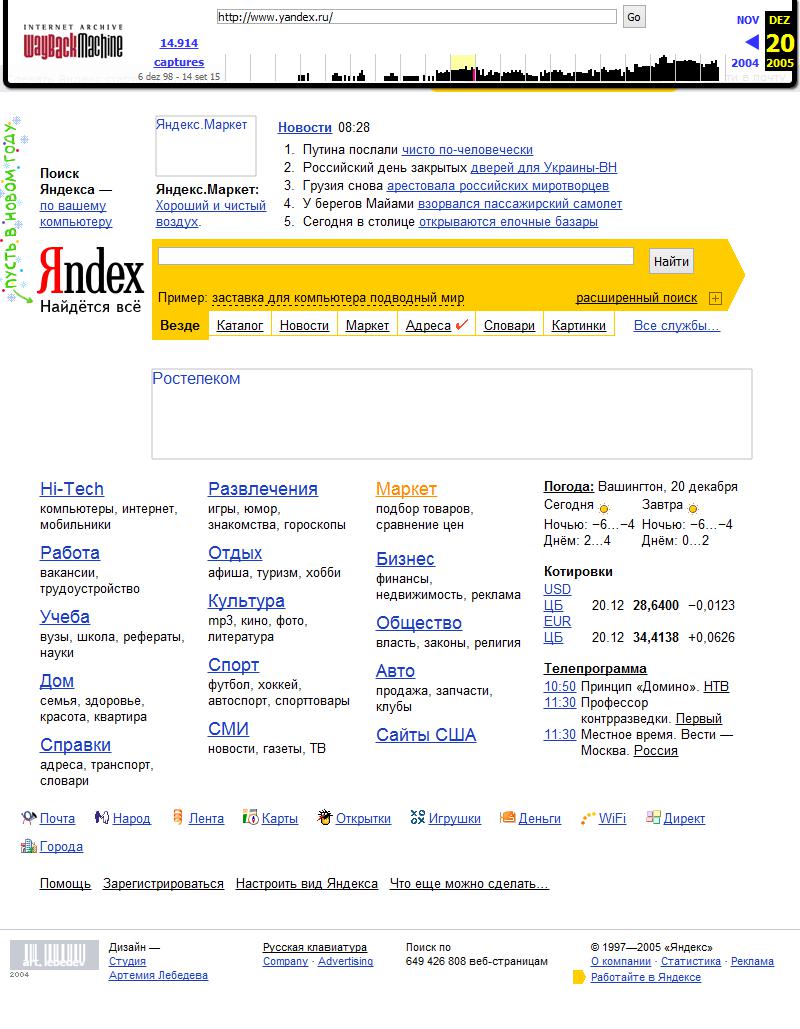 INTERNET ARCHIVE
WayBackMachine
http://www.yandex.ru/
Go
14.914
captures
6 dez 98 - 14 set 15
NOV
DEZ
20
2004
2005
ПУСТЬ В НОВОМ ГОДУ
Поиск
Яндекса —
по вашему
компьютеру
Яндекс.Маркет
Яндекс.Маркет:
Хороший и чистый
воздух.
Новости 08:28
1. Путина послали чисто по-человечески
2. Российский день закрытых дверей для Украины-ВН
3. Грузия снова арестовала российских миротворцев
4. У берегов Майами взорвался пассажирский самолет
5. Сегодня в столице открываются елочные базары
Яndex
Найдётся всё
Найти
Пример: заставка для компьютера подводный мир
расширенный поиск
Везде
Каталог
Новости
Маркет
Адреса
Словари
Картинки
Все службы...
Ростелеком
Hi-Tech
компьютеры, интернет,
мобильники
Работа
вакансии,
трудоустройство
Учеба
вузы, школа, рефераты,
науки
Дом
семья, здоровье,
красота, квартира
Справки
адреса, транспорт,
словари
Развлечения
игры, юмор,
знакомства, гороскопы
Отдых
афиша, туризм, хобби
Культура
mp3, кино, фото,
литература
Спорт
футбол, хоккей,
автоспорт, спорттовары
СМИ
новости, газеты, ТВ
Маркет
подбор товаров,
сравнение цен
Бизнес
финансы,
недвижимость, реклама
Общество
власть, законы, религия
Авто
продажа, запчасти,
клубы
Сайты США
Погода: Вашингтон, 20 декабря
Сегодня Завтра
Ночью: −6...−4 Ночью: −6...−4
Днём: 2...4 Днём: 0...2
Котировки
USD
ЦБ 20.12 28,6400 −0,0123
EUR
ЦБ 20.12 34,4138 +0,0626
Телепрограмма
10:50 Принцип «Домино». НТВ
11:30 Профессор
контрразведки. Первый
11:30 Местное время. Вести —
Москва. Россия
Почта
Народ
Лента
Карты
Открытки
Игрушки
Деньги
WiFi
Директ
Города
Помощь
Зарегистрироваться
Настроить вид Яндекса
Что еще можно сделать...
art. lebedev
2004
Дизайн —
Студия
Артемия Лебедева
Русская клавиатура
Company · Advertising
Поиск по
649 426 808 веб-страницам
© 1997—2005 «Яндекс»
О компании · Статистика · Реклама
Работайте в Яндексе